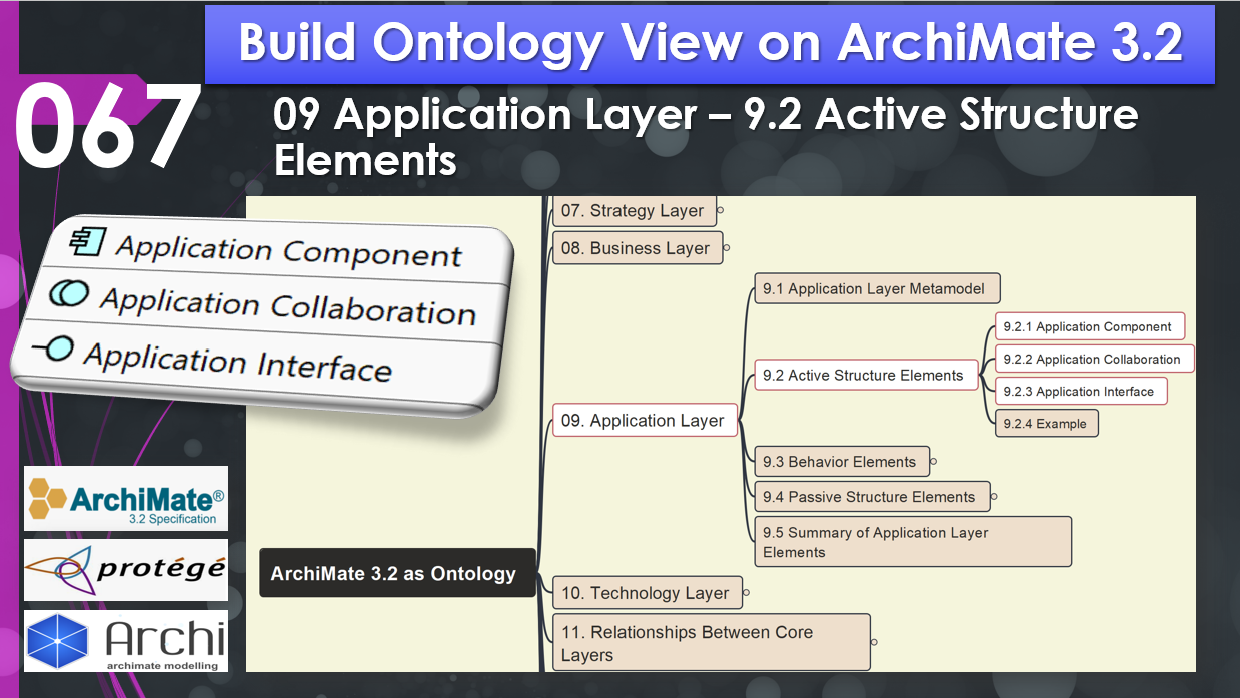 Build Ontology View on ArchiMate 3.2
067
09 Application Layer – 9.2 Active Structure
Elements
Application Component
Application Collaboration
Application Interface
07. Strategy Layer
08. Business Layer
9.1 Application Layer Metamodel
9.2.1 Application Component
9.2.2 Application Collaboration
9.2 Active Structure Elements
9.2.3 Application Interface
9.2.4 Example
09. Application Layer
9.3 Behavior Elements
9.4 Passive Structure Elements
9.5 Summary of Application Layer
Elements
ArchiMate 3.2 as Ontology
10. Technology Layer
11. Relationships Between Core
Layers
ArchiMate®
3.2 Specification
protégé
Archi
archimate modelling